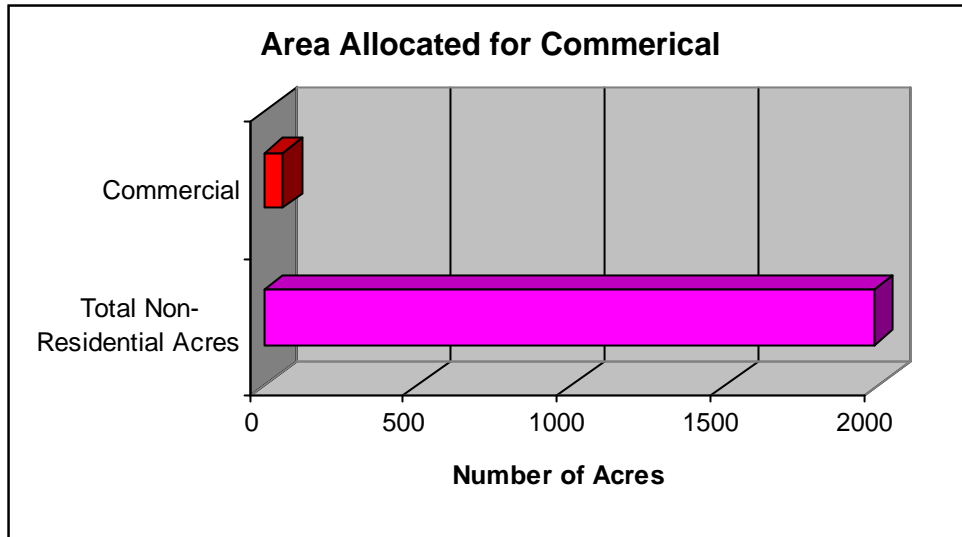 Area Allocated for Commerical
Commercial
Total Non-
Residential Acres
0 500 1000 1500 2000
Number of Acres